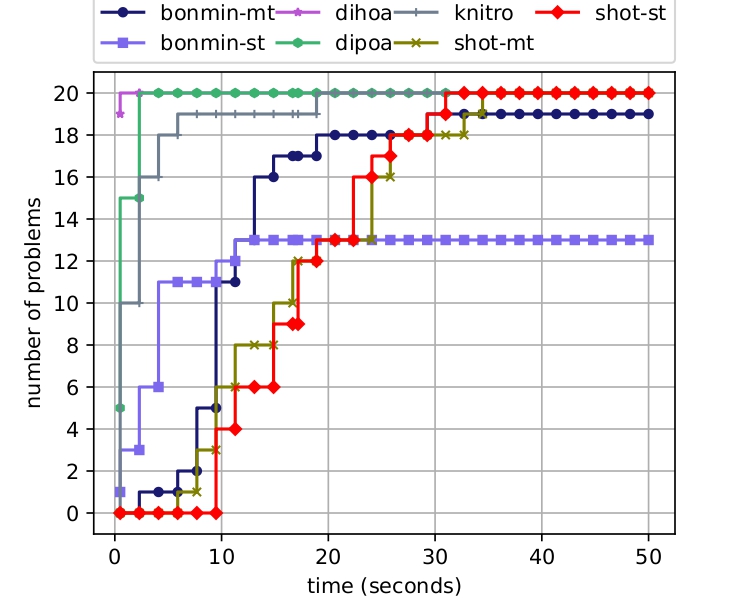 bonmin-mt dihoa knitro shot-st
bonmin-st dipoa shot-mt
20
18
16
14
12
10
8
6
4
2
0
number of problems
0 10 20 30 40 50
time (seconds)